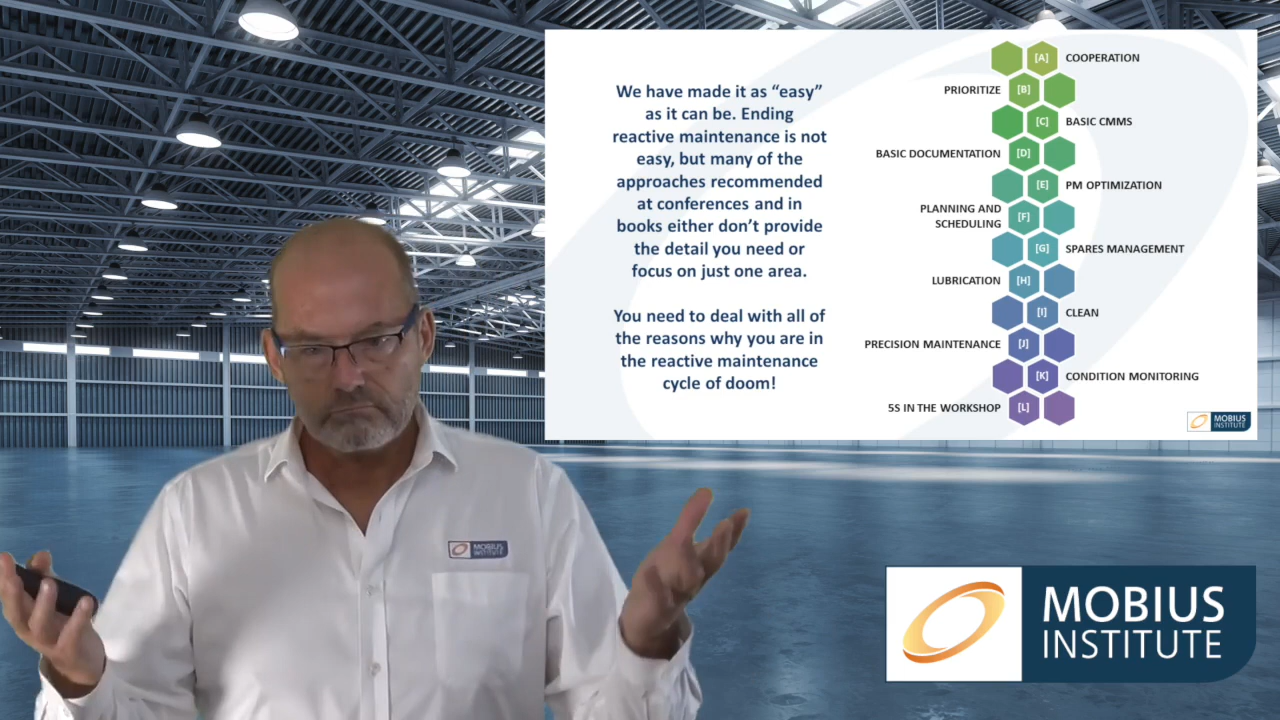 We have made it as “easy”
as it can be. Ending
reactive maintenance is not
easy, but many of the
approaches recommended
at conferences and in
books either don’t provide
the detail you need or
focus on just one area.
You need to deal with all of
the reasons why you are in
the reactive maintenance
cycle of doom!
[A] COOPERATION
PRIORITIZE [B]
[C] BASIC CMMS
BASIC DOCUMENTATION [D]
[E] PM OPTIMIZATION
PLANNING AND
SCHEDULING [F]
[G] SPARES MANAGEMENT
LUBRICATION [H]
[I] CLEAN
PRECISION MAINTENANCE [J]
[K] CONDITION MONITORING
5S IN THE WORKSHOP [L]
MOBIUS
INSTITUTE
MOBIUS
INSTITUTE
MOBIUS
INSTITUTE